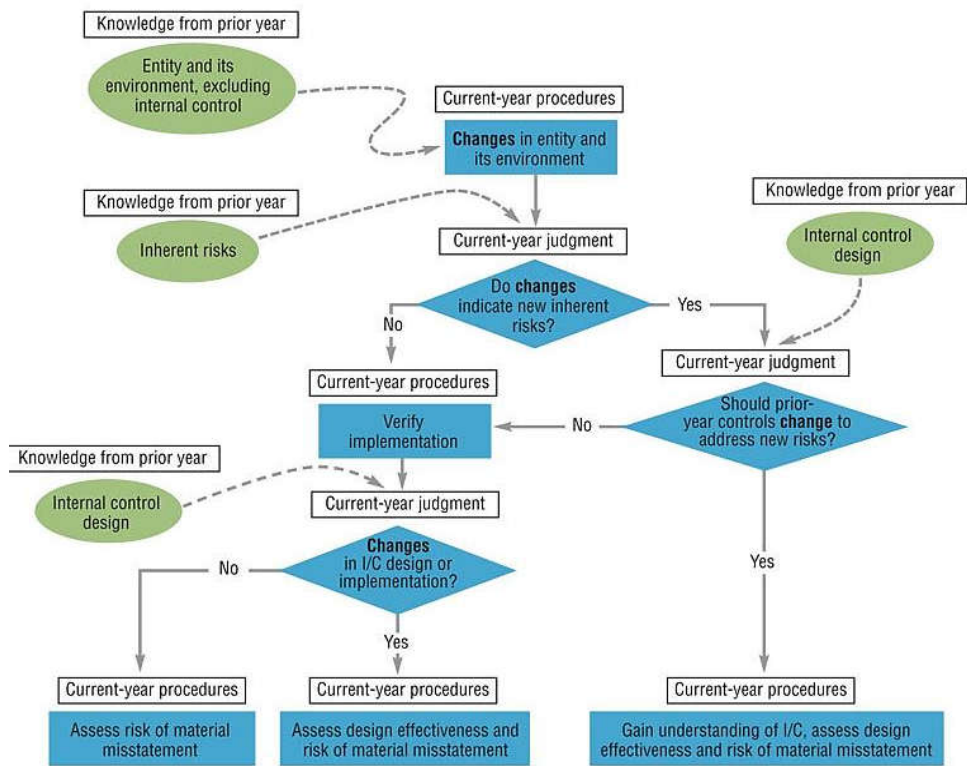 Knowledge from prior year
Entity and its
environment, excluding
internal control
Current-year procedures
Changes in entity and
its environment
Knowledge from prior year
Inherent risks
Knowledge from prior year
Internal control
design
Current-year judgment
Do changes
indicate new inherent
risks?
No
Yes
Current-year judgment
Should prior-
year controls change to
address new risks?
Current-year procedures
Verify
implementation
No
Knowledge from prior year
Internal control
design
Current-year judgment
Changes
in I/C design or
implementation?
No
Yes
Yes
Current-year procedures
Assess risk of material
misstatement
Current-year procedures
Assess design effectiveness and
risk of material misstatement
Current-year procedures
Gain understanding of I/C, assess design
effectiveness and risk of material misstatement